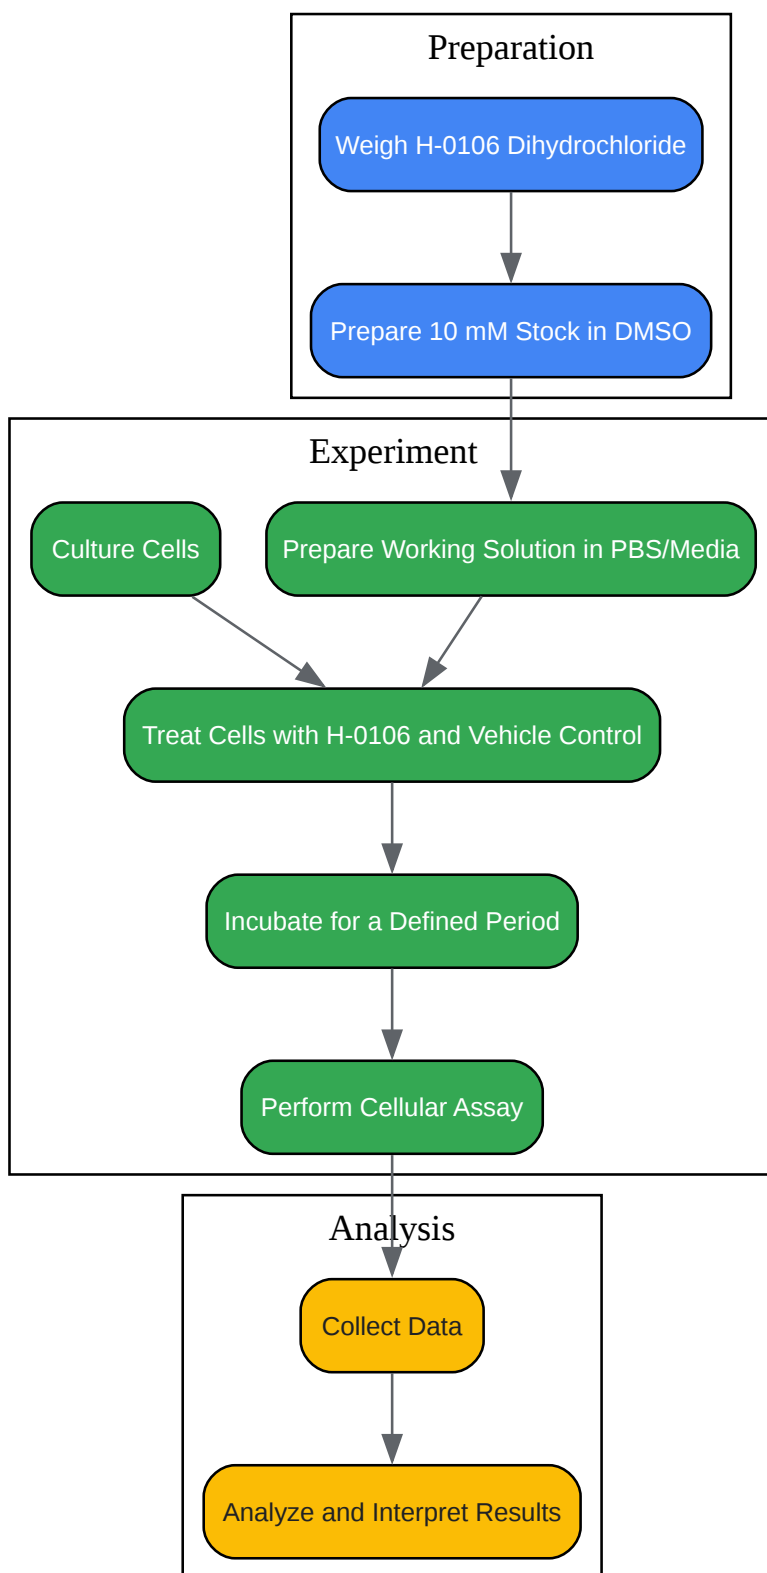 Preparation
Weigh H-0106 Dihydrochloride
Prepare 10 mM Stock in DMSO
Experiment
Culture Cells
Prepare Working Solution in PBS/Media
Treat Cells with H-0106 and Vehicle Control
Incubate for a Defined Period
Perform Cellular Assay
Analysis
Collect Data
Analyze and Interpret Results